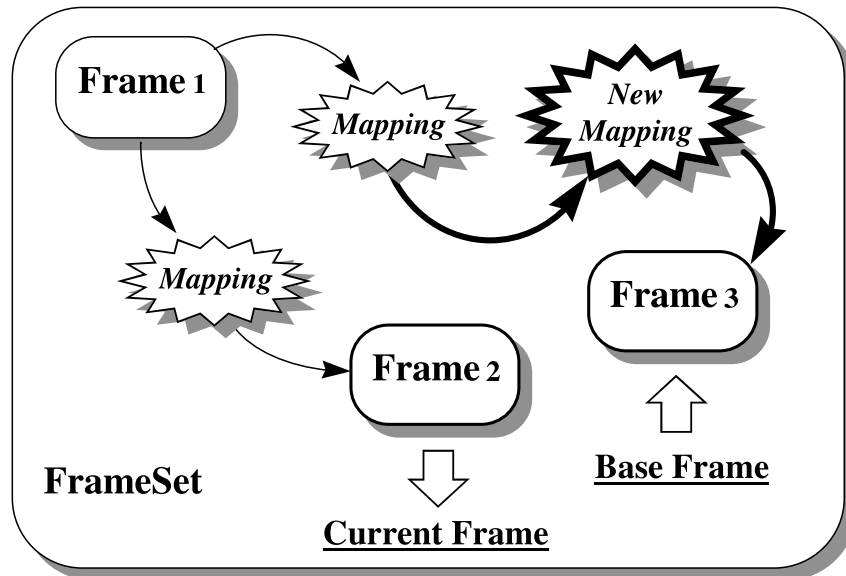 Frame 1
Mapping
New
Mapping
Mapping
Frame 3
Frame 2
Base Frame
FrameSet
Current Frame